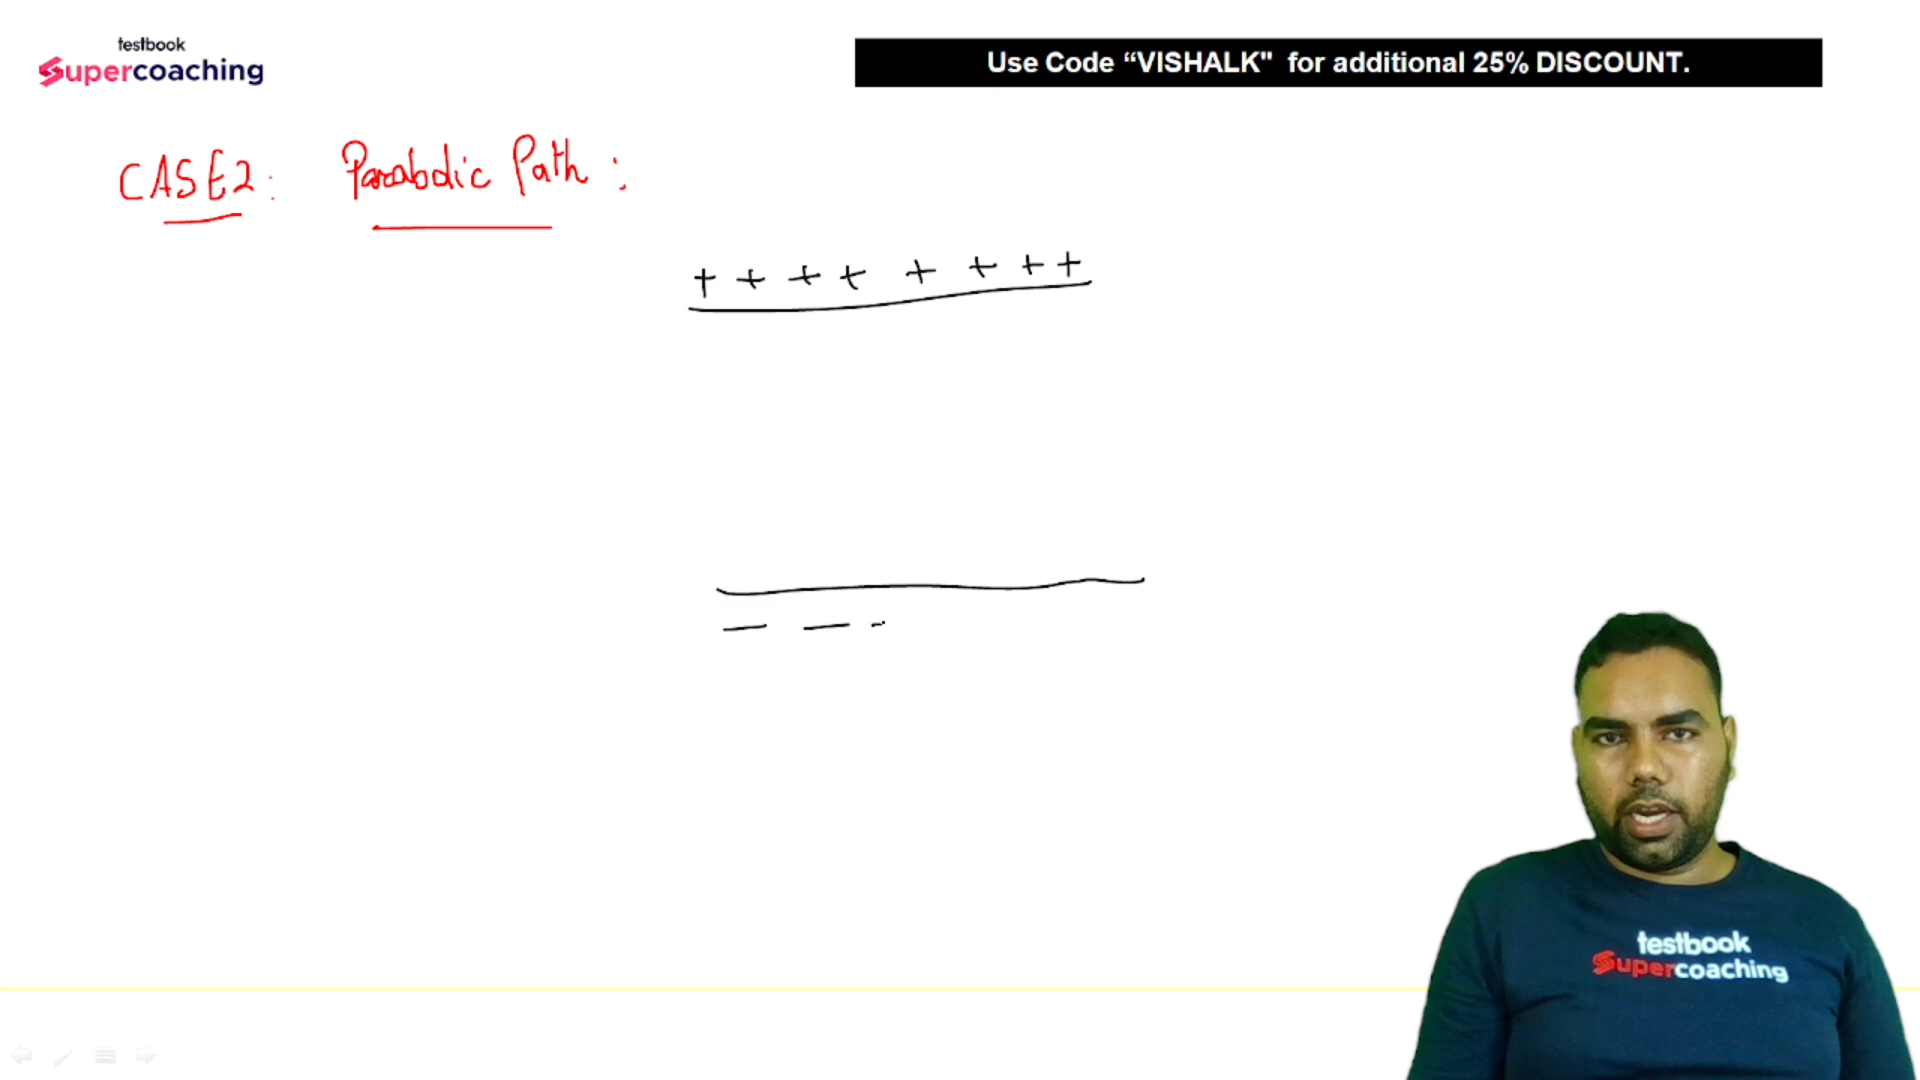 testbook
Supercoaching
Use Code “VISHALK" for additional 25% DISCOUNT.
CASE2: Parabolic Path:
+ + + + + + + +
— — -
testbook
Supercoaching